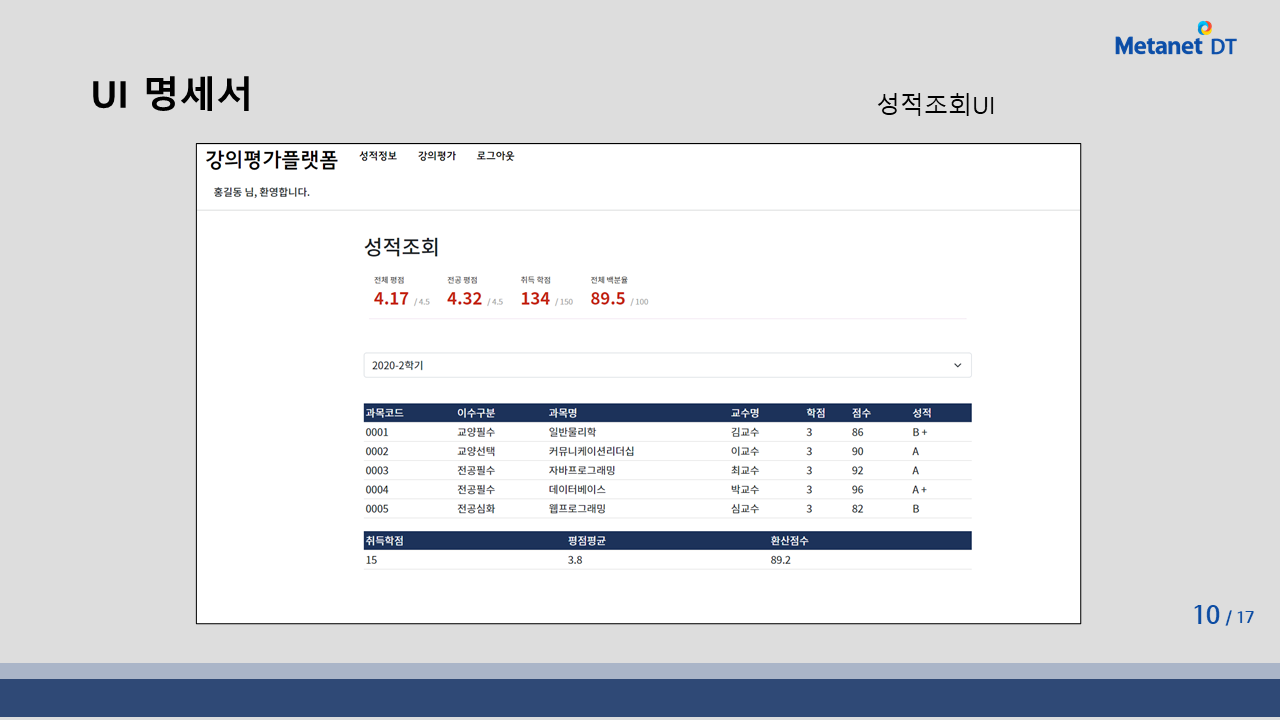 Metanet DT
UI 명세서
성적조회UI
강의평가플랫폼 성적정보 강의평가 로그아웃
홍길동 님, 환영합니다.
성적조회
전체 평점 전공 평점 취득 학점 전체 백분율
4.17 / 4.5 4.32 / 4.5 134 / 150 89.5 / 100
2020-2학기
과목코드 이수구분 과목명 교수명 학점 점수 성적
0001 교양필수 일반물리학 김교수 3 86 B +
0002 교양선택 커뮤니케이션리더십 이교수 3 90 A
0003 전공필수 자바프로그래밍 최교수 3 92 A
0004 전공필수 데이터베이스 박교수 3 96 A +
0005 전공심화 웹프로그래밍 심교수 3 82 B
취득학점 평점평균 환산점수
15 3.8 89.2
10 / 17